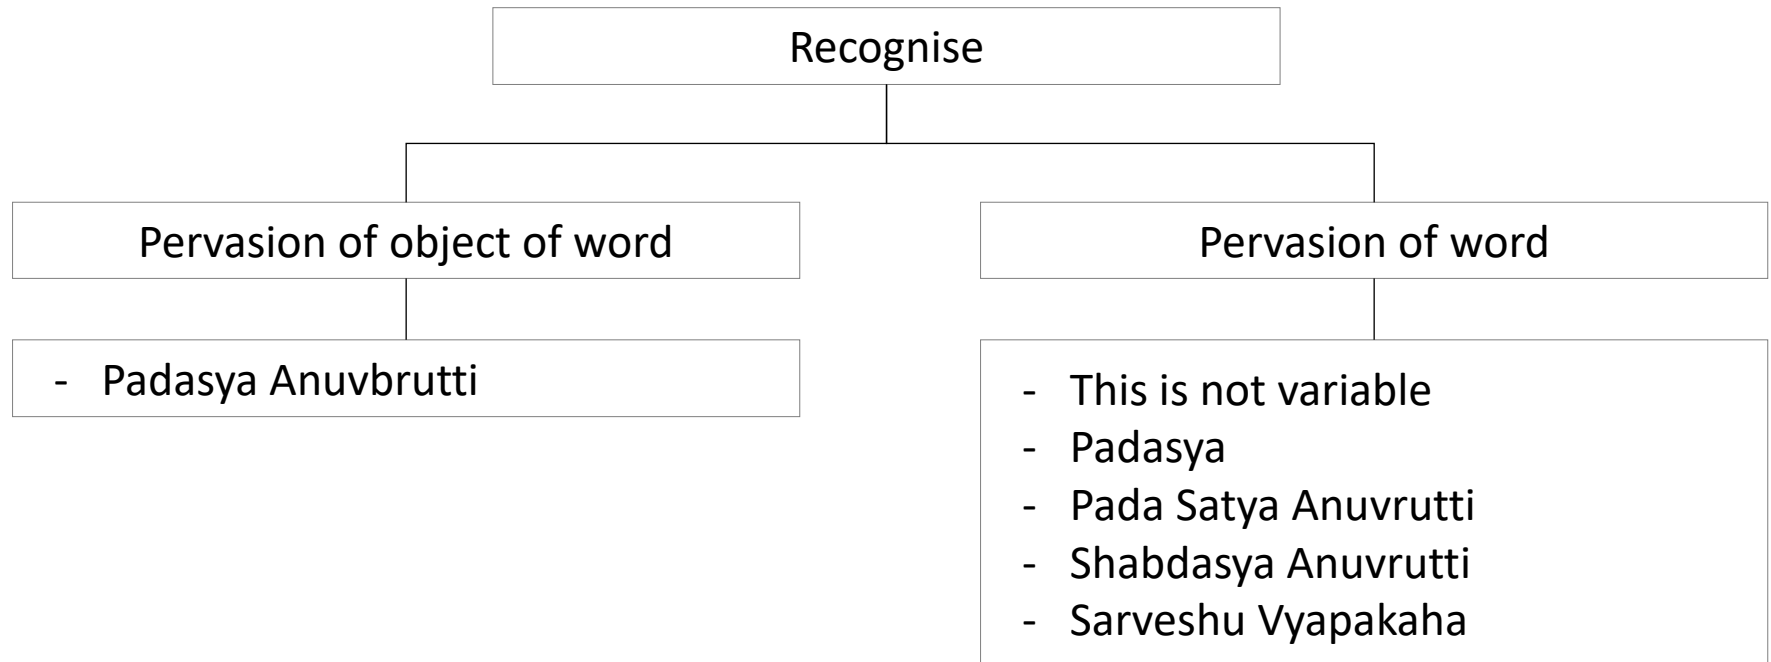 Recognise
Pervasion of object of word
Pervasion of word
- Padasya Anuvbrutti
- This is not variable
- Padasya
- Pada Satya Anuvrutti
- Shabdasya Anuvrutti
- Sarveshu Vyapakaha